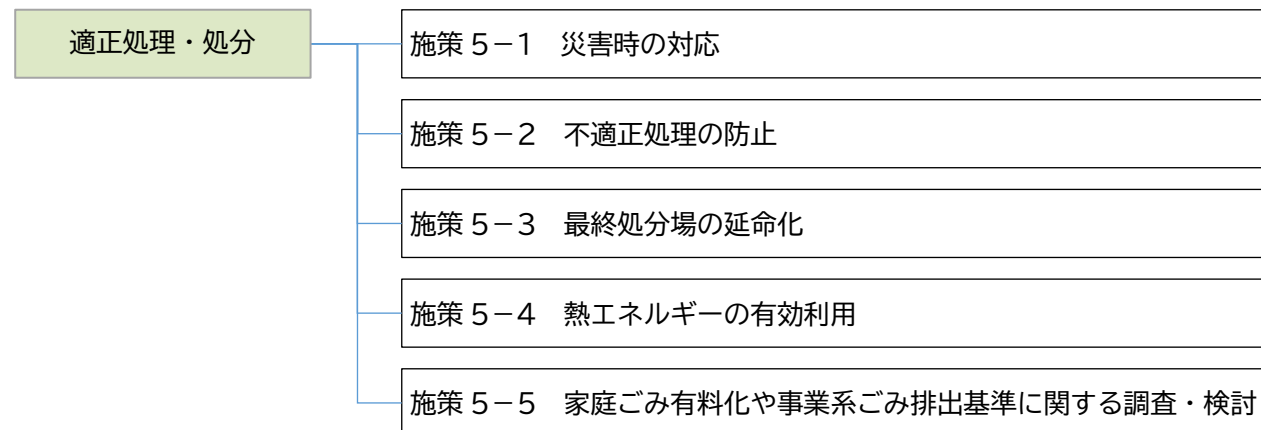 適正処理・処分
施策５－１　災害時の対応
施策５－２　不適正処理の防止
施策５－３　最終処分場の延命化
施策５－４　熱エネルギーの有効利用
施策５－５　家庭ごみ有料化や事業系ごみ排出基準に関する調査・検討